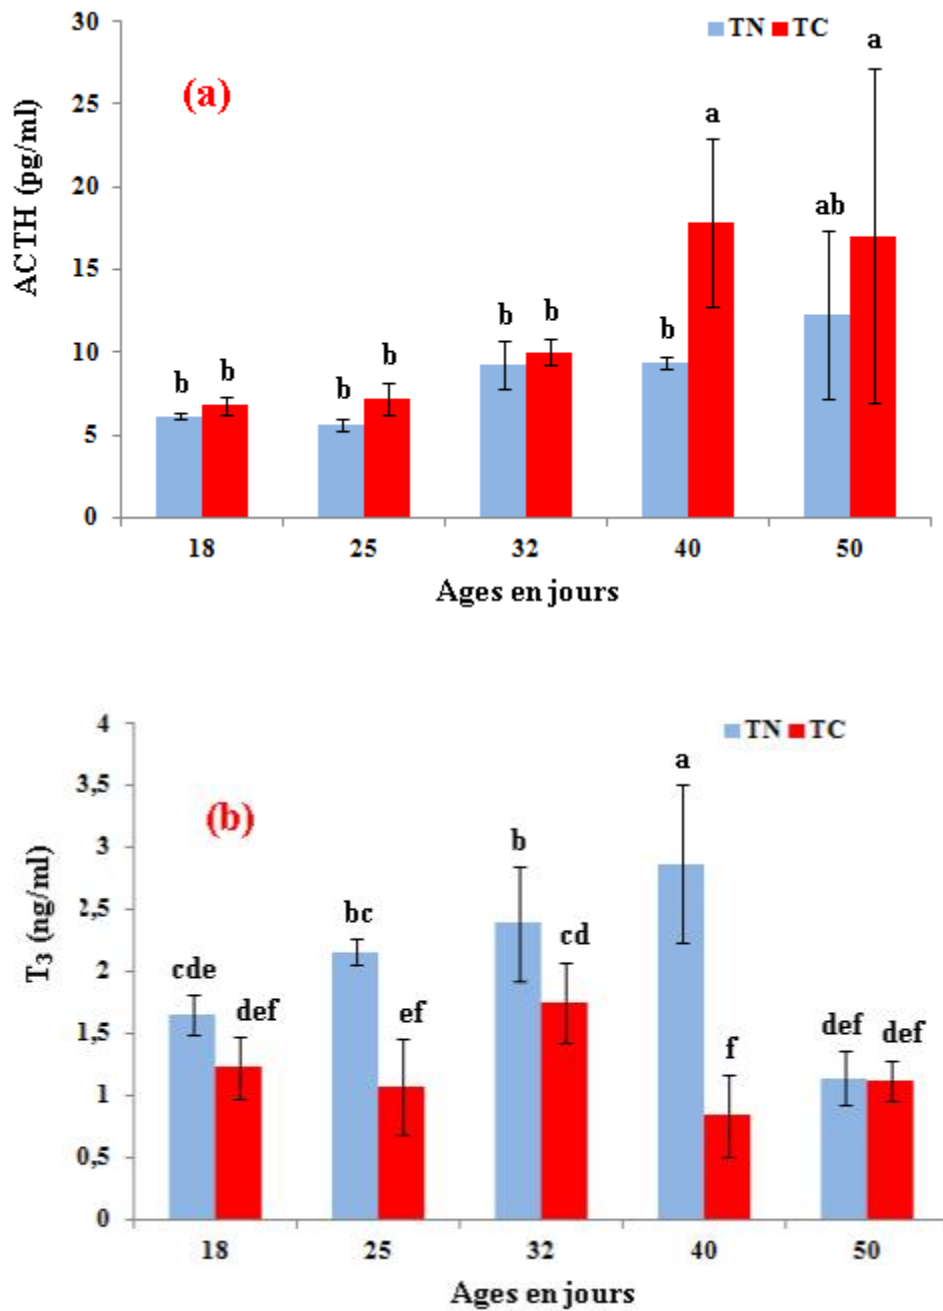 30
TN TC
a
(a)
25
a
20
ab
ACTH (pg/ml)
15
b b
b
10
b b
b b
5
0
18 25 32 40 50
Ages en jours
4
TN TC
a
3,5
(b)
b
3
bc
2,5
T3 (ng/ml)
cd
2
cde
def
ef
1,5
def def
f
1
0,5
0
18 25 32 40 50
Ages en jours